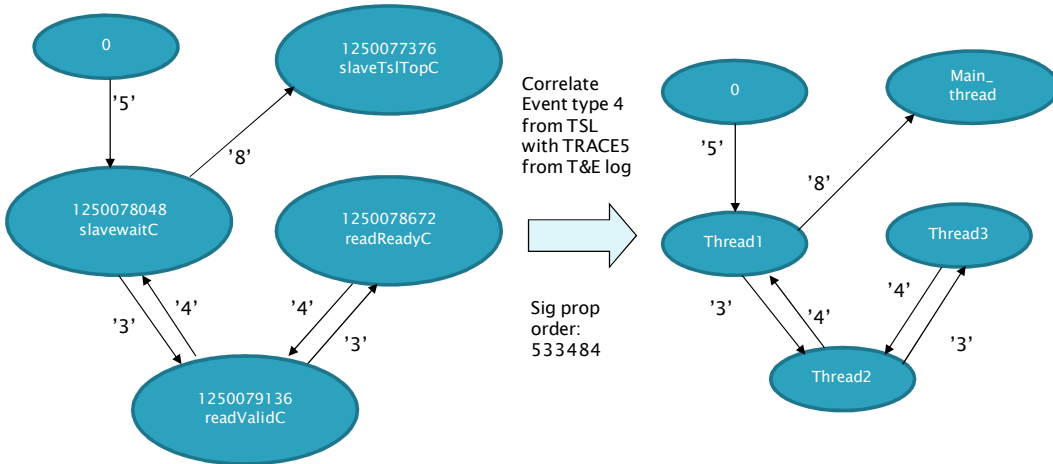 0
1250077376
slaveTslTopC
'5'
'8'
1250078048
slavewaitC
1250078672
readReadyC
'4'
'3'
'4'
'3'
1250079136
readValidC
Correlate
Event type 4
from TSL
with TRACE5
from T&E log
Sig prop
order:
533484
0
Main_
thread
'5'
'8'
Thread1
Thread3
'3'
'4'
'4'
'3'
Thread2